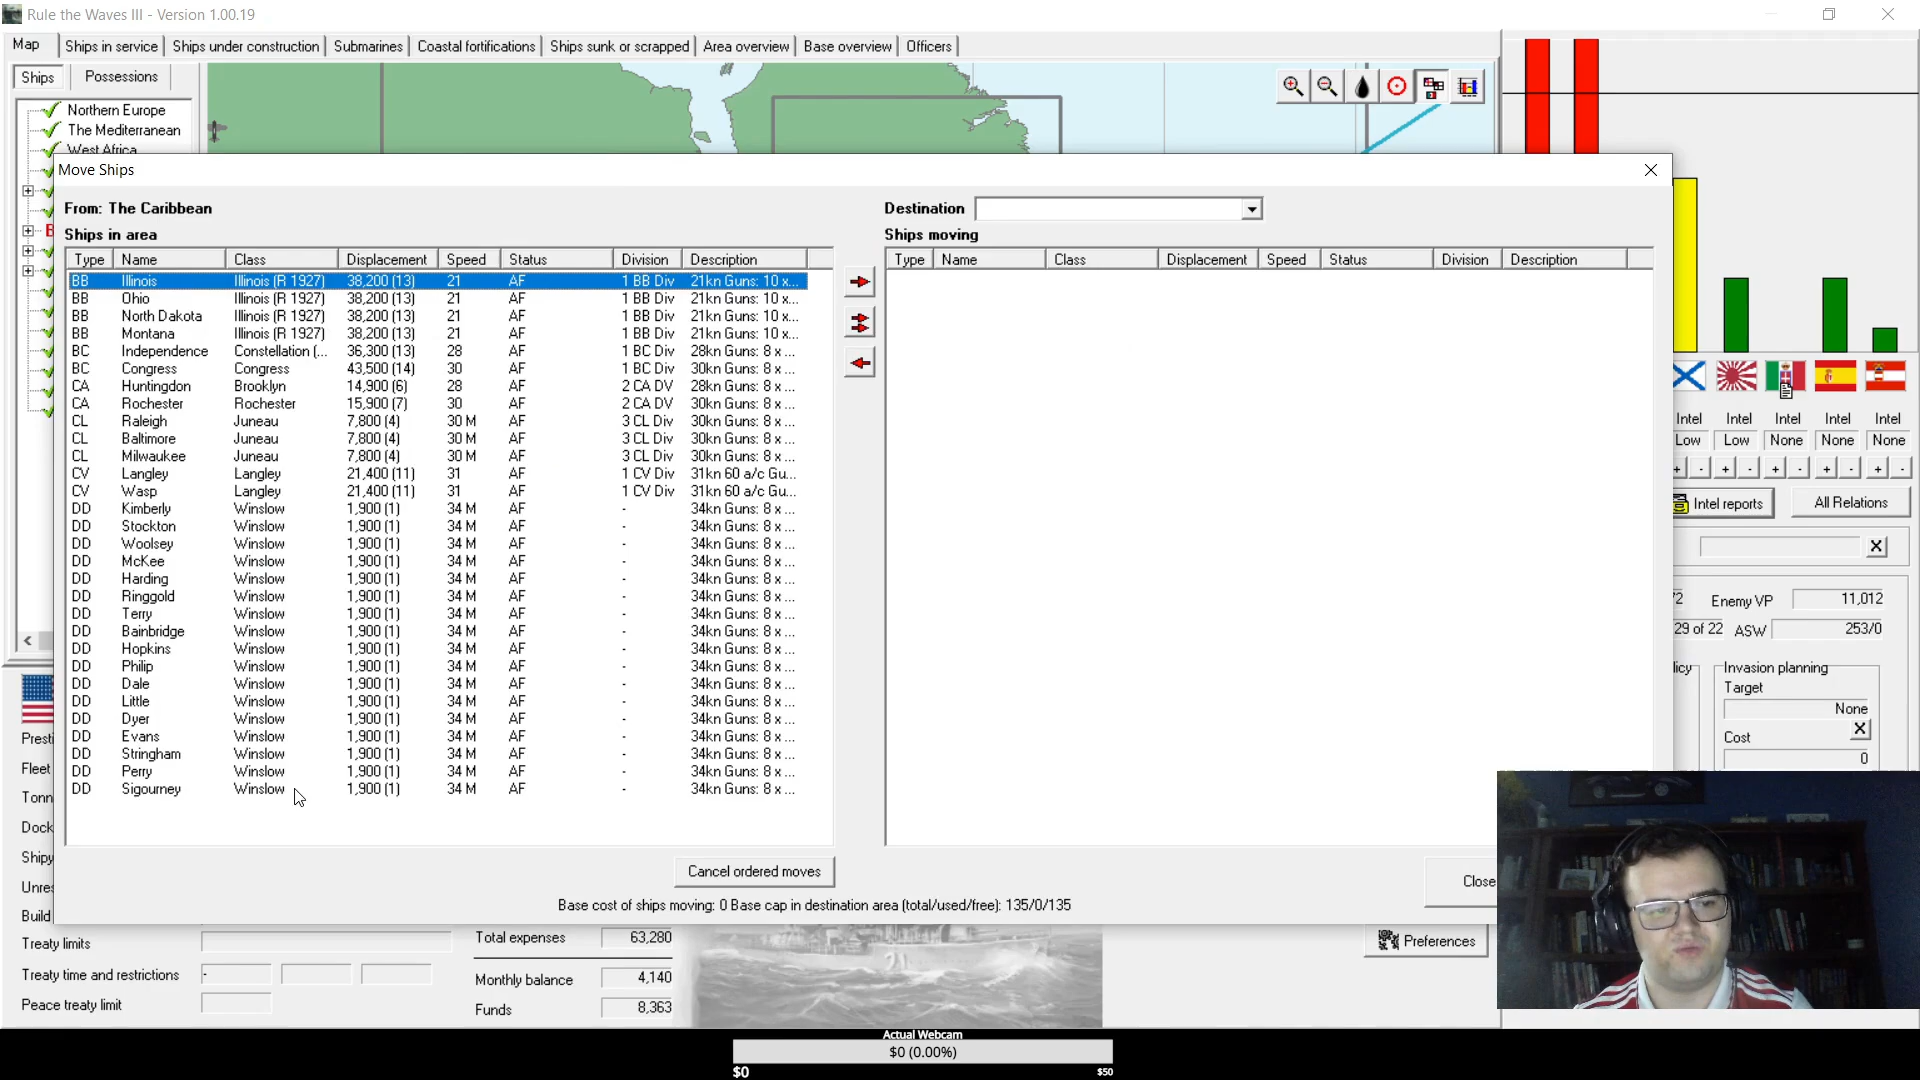 Rule the Waves III - Version 1.00.19
Map Ships in service Ships under construction Submarines Coastal fortifications Ships sunk or scrapped Area overview Base overview Officers
Ships Possessions
Northern Europe
The Mediterranean
West Africa
Move Ships
From: The Caribbean
Destination
Ships in area
Ships moving
Type Name Class Displacement Speed Status Division Description
Type Name Class Displacement Speed Status Division Description
BB Illinois Illinois (R 1927) 38,200 (13) 21 AF 1 BB Div 21kn Guns: 10 x...
BB Ohio Illinois (R 1927) 38,200 (13) 21 AF 1 BB Div 21kn Guns: 10 x...
BB North Dakota Illinois (R 1927) 38,200 (13) 21 AF 1 BB Div 21kn Guns: 10 x...
BB Montana Illinois (R 1927) 38,200 (13) 21 AF 1 BB Div 21kn Guns: 10 x...
BC Independence Constellation (... 36,300 (13) 28 AF 1 BC Div 28kn Guns: 8 x ...
BC Congress Congress 43,500 (14) 30 AF 1 BC Div 30kn Guns: 8 x ...
CA Huntingdon Brooklyn 14,900 (6) 28 AF 2 CA DV 28kn Guns: 8 x ...
CA Rochester Rochester 15,900 (7) 30 AF 2 CA DV 30kn Guns: 8 x ...
CL Raleigh Juneau 7,800 (4) 30 M AF 3 CL Div 30kn Guns: 8 x ...
CL Baltimore Juneau 7,800 (4) 30 M AF 3 CL Div 30kn Guns: 8 x ...
CL Milwaukee Juneau 7,800 (4) 30 M AF 3 CL Div 30kn Guns: 8 x ...
CV Langley Langley 21,400 (11) 31 AF 1 CV Div 31kn 60 a/c Gu...
CV Wasp Langley 21,400 (11) 31 AF 1 CV Div 31kn 60 a/c Gu...
DD Kimberly Winslow 1,900 (1) 34 M AF - 34kn Guns: 8 x ...
DD Stockton Winslow 1,900 (1) 34 M AF - 34kn Guns: 8 x ...
DD Woolsey Winslow 1,900 (1) 34 M AF - 34kn Guns: 8 x ...
DD McKee Winslow 1,900 (1) 34 M AF - 34kn Guns: 8 x ...
DD Harding Winslow 1,900 (1) 34 M AF - 34kn Guns: 8 x ...
DD Ringgold Winslow 1,900 (1) 34 M AF - 34kn Guns: 8 x ...
DD Terry Winslow 1,900 (1) 34 M AF - 34kn Guns: 8 x ...
DD Bainbridge Winslow 1,900 (1) 34 M AF - 34kn Guns: 8 x ...
DD Hopkins Winslow 1,900 (1) 34 M AF - 34kn Guns: 8 x ...
DD Philip Winslow 1,900 (1) 34 M AF - 34kn Guns: 8 x ...
DD Dale Winslow 1,900 (1) 34 M AF - 34kn Guns: 8 x ...
DD Little Winslow 1,900 (1) 34 M AF - 34kn Guns: 8 x ...
DD Dyer Winslow 1,900 (1) 34 M AF - 34kn Guns: 8 x ...
DD Evans Winslow 1,900 (1) 34 M AF - 34kn Guns: 8 x ...
DD Stringham Winslow 1,900 (1) 34 M AF - 34kn Guns: 8 x ...
DD Perry Winslow 1,900 (1) 34 M AF - 34kn Guns: 8 x ...
DD Sigourney Winslow 1,900 (1) 34 M AF - 34kn Guns: 8 x ...
Cancel ordered moves
Close
Base cost of ships moving: 0 Base cap in destination area (total/used/free): 135/0/135
Intel Intel Intel Intel Intel
Low Low None None None
+ - + - + - + - + -
Intel reports All Relations
X
72 Enemy VP 11,012
29 of 22 ASW 253/0
licy Invasion planning
Target
None
X
Cost
0
Presti
Fleet
Tonn
Dock
Shipy
Unres
Build
Treaty limits
Treaty time and restrictions -
Peace treaty limit
Total expenses 63,280
Monthly balance 4,140
Funds 8,363
Preferences
Actual Webcam
$0 (0.00%)
$0 $50